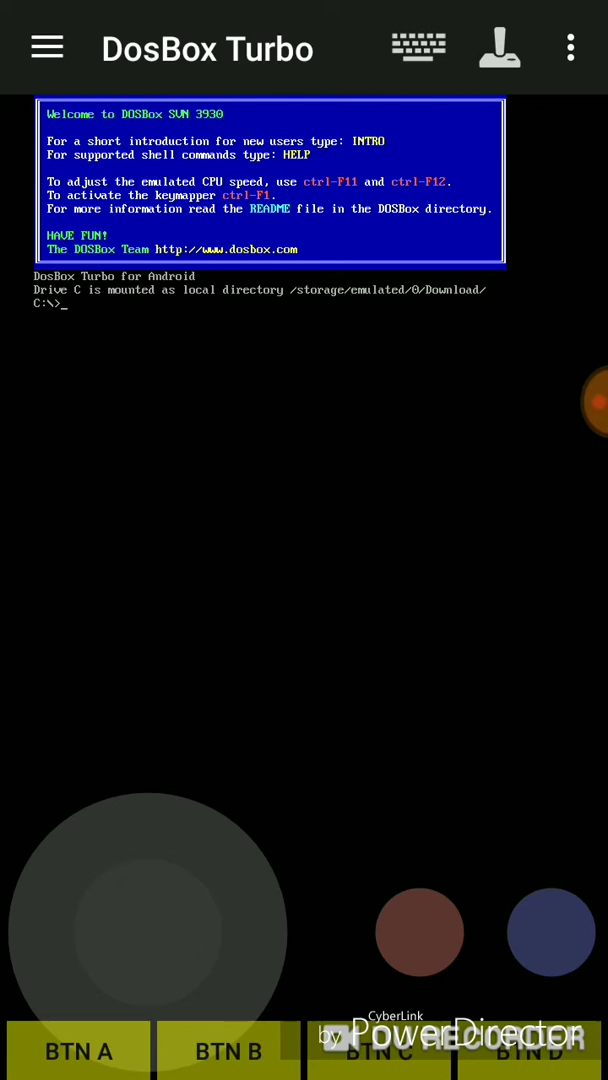 DosBox Turbo
Welcome to DOSBox SVN 3930
For a short introduction for new users type: INTRO
For supported shell commands type: HELP
To adjust the emulated CPU speed, use ctrl-F11 and ctrl-F12.
To activate the keymapper ctrl-F1.
For more information read the README file in the DOSBox directory.
HAVE FUN!
The DOSBox Team http://www.dosbox.com
DosBox Turbo for Android
Drive C is mounted as local directory /storage/emulated/0/Download/
C:\>_
CyberLink
by PowerDirector
RECORDER
BTN A BTN B BTN C BTN D